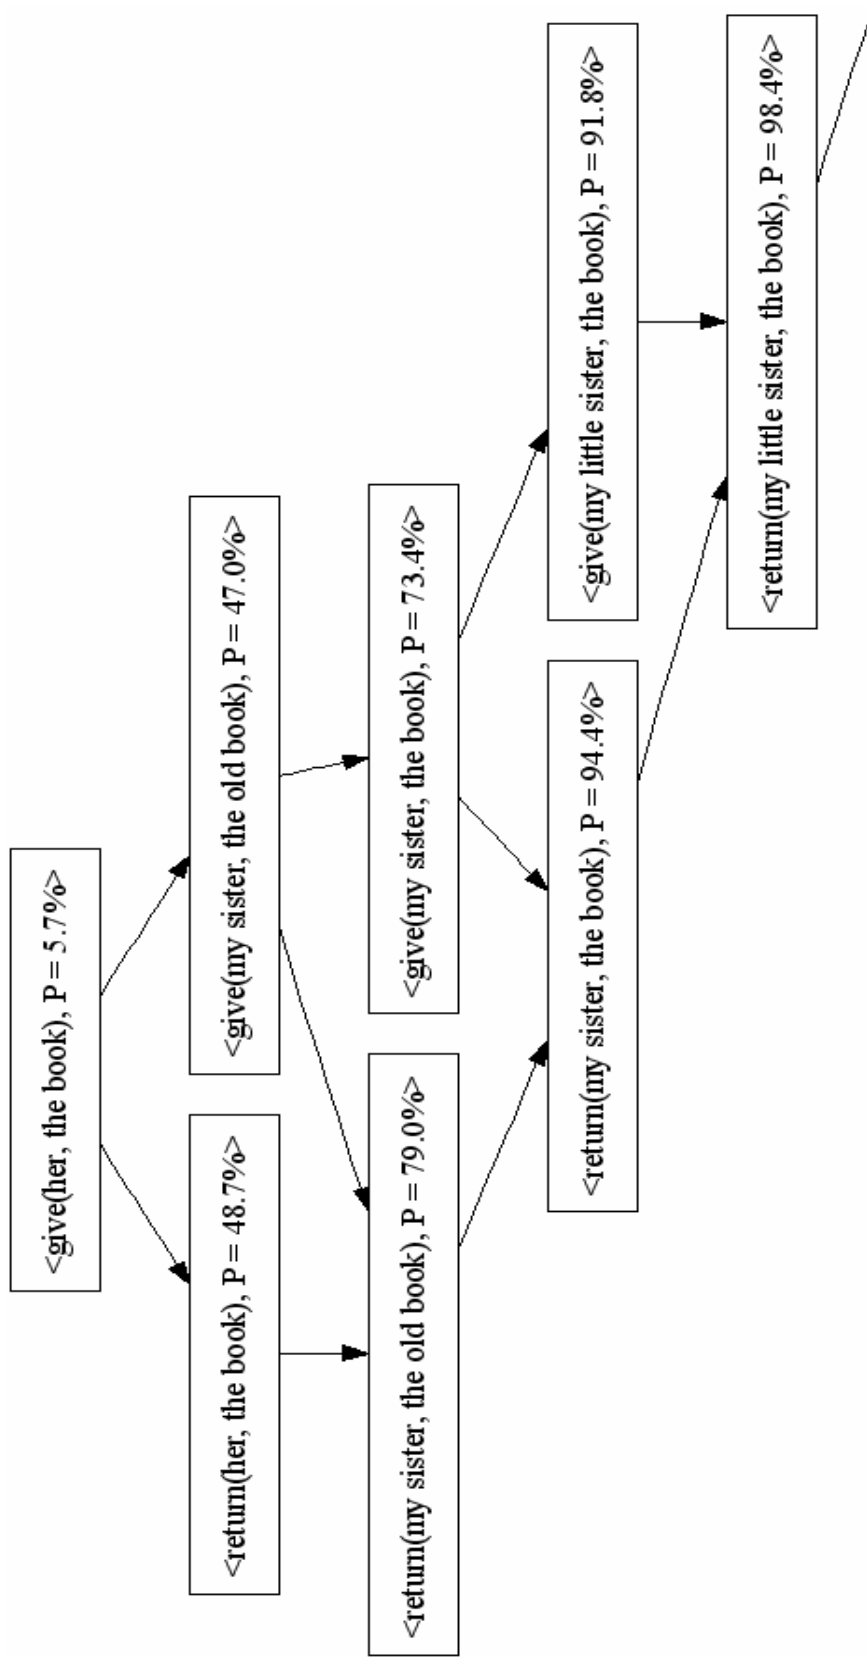 <give(her, the book), P = 5.7%>
<return(her, the book), P = 48.7%>
<give(my sister, the old book), P = 47.0%>
<return(my sister, the old book), P = 79.0%>
<give(my sister, the book), P = 73.4%>
<return(my sister, the book), P = 94.4%>
<give(my little sister, the book), P = 91.8%>
<return(my little sister, the book), P = 98.4%>